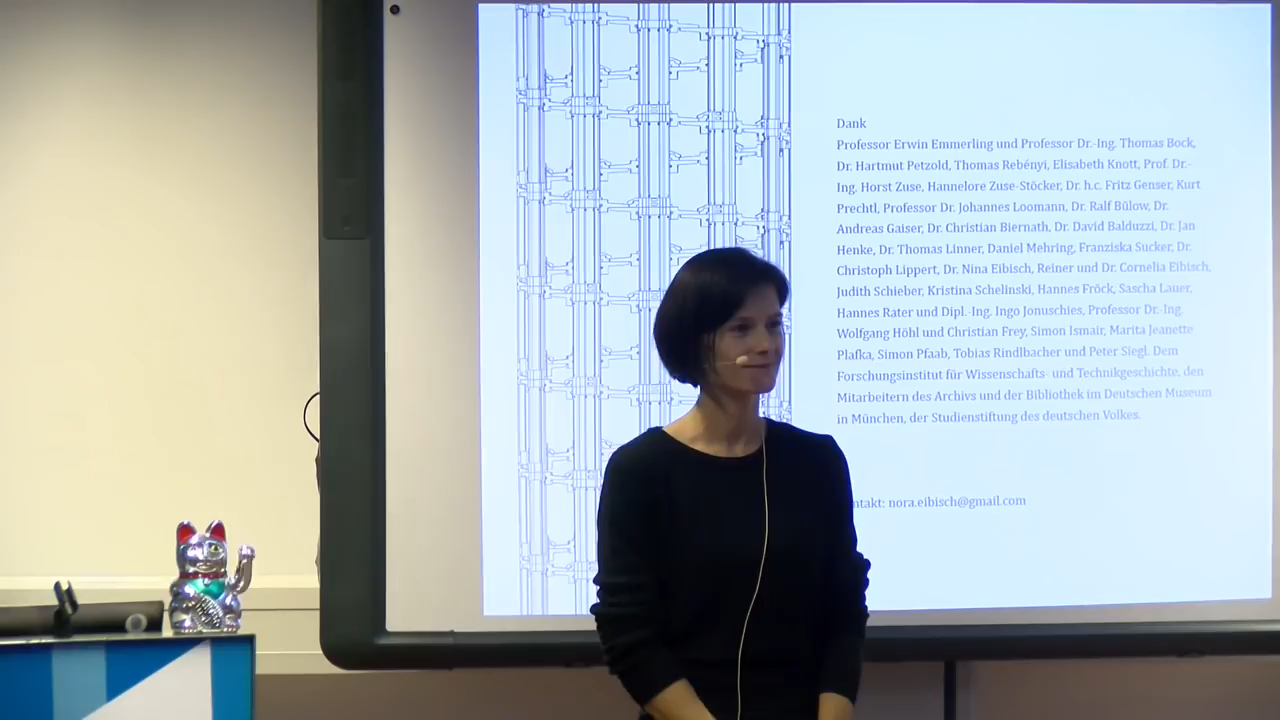 Dank
Professor Erwin Emmerling und Professor Dr.-Ing. Thomas Bock,
Dr. Hartmut Petzold, Thomas Rebényi, Elisabeth Knott, Prof. Dr.-
Ing. Horst Zuse, Hannelore Zuse-Stöcker, Dr. h.c. Fritz Genser, Kurt
Prechtl, Professor Dr. Johannes Loomann, Dr. Ralf Bülow, Dr.
Andreas Gaiser, Dr. Christian Biernath, Dr. David Balduzzi, Dr. Jan
Henke, Dr. Thomas Linner, Daniel Mehring, Franziska Sucker, Dr.
Christoph Lippert, Dr. Nina Eibisch, Reiner und Dr. Cornelia Eibisch,
Judith Schieber, Kristina Schelinski, Hannes Fröck, Sascha Lauer,
Hannes Rater und Dipl.-Ing. Ingo Jonuschies, Professor Dr.-Ing.
Wolfgang Höhl und Christian Frey, Simon Ismair, Marita Jeanette
Plafka, Simon Pfaab, Tobias Rindlbacher und Peter Siegl. Dem
Forschungsinstitut für Wissenschafts- und Technikgeschichte, den
Mitarbeitern des Archivs und der Bibliothek im Deutschen Museum
in München, der Studienstiftung des deutschen Volkes.
ntakt: nora.eibisch@gmail.com